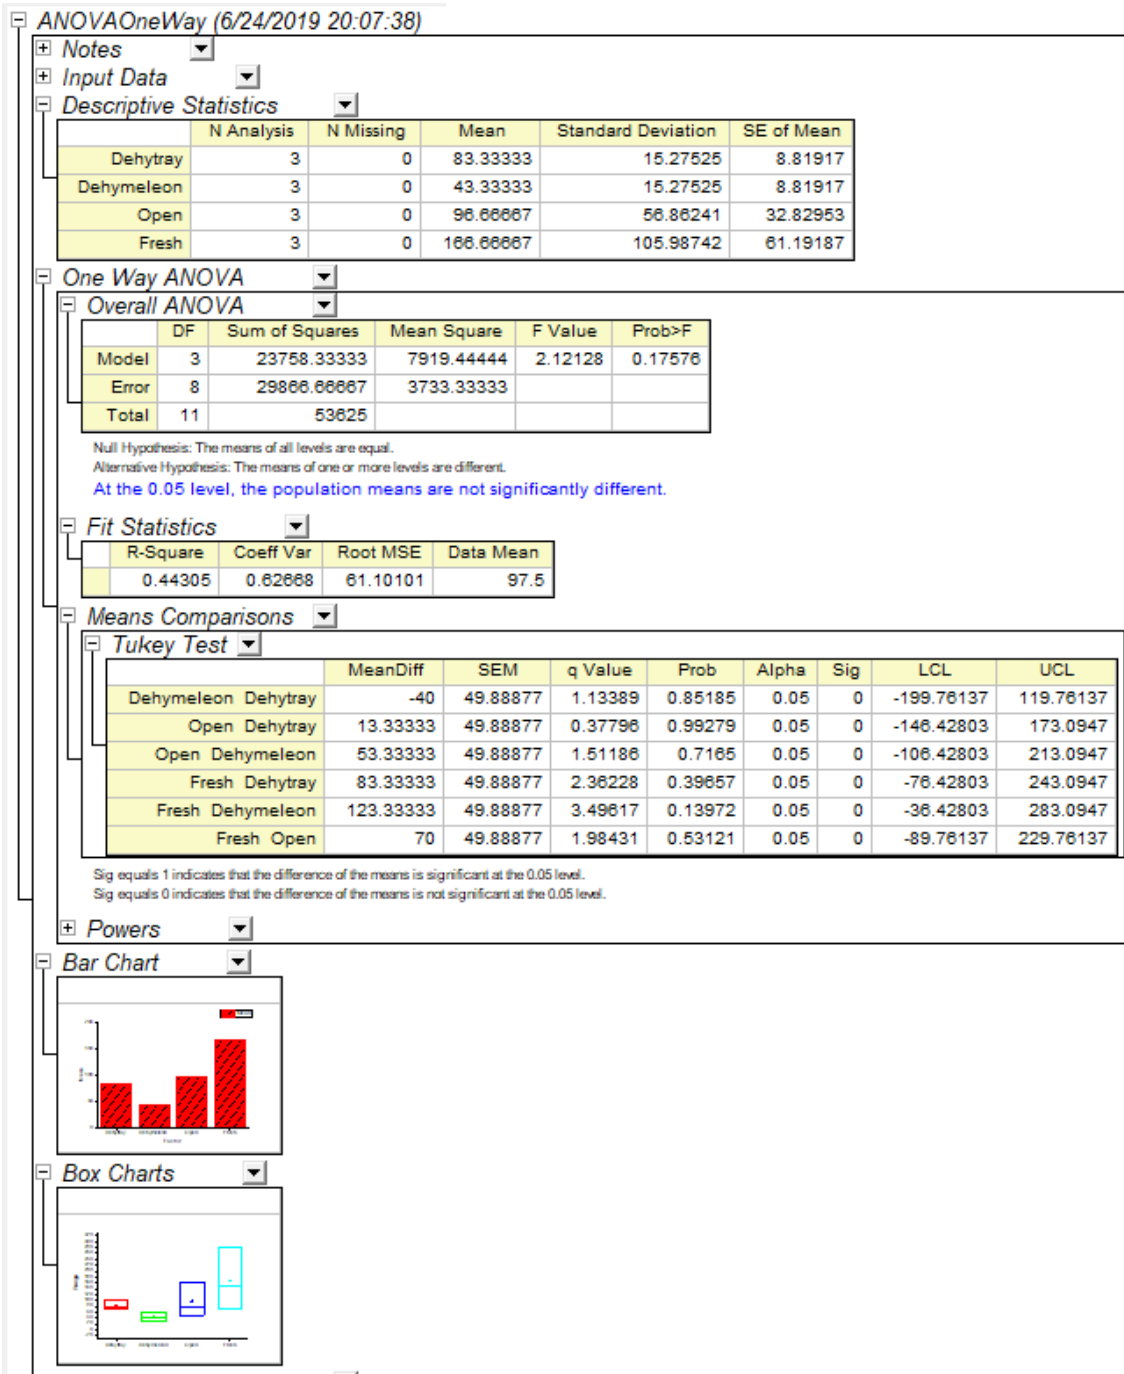 ANOVAOneWay (6/24/2019 20:07:38)
Notes
Input Data
Descriptive Statistics
N Analysis N Missing Mean Standard Deviation SE of Mean
Dehytray 3 0 83.33333 15.27525 8.81917
Dehymeleon 3 0 43.33333 15.27525 8.81917
Open 3 0 96.66667 56.86241 32.82953
Fresh 3 0 166.66667 105.98742 61.19187
One Way ANOVA
Overall ANOVA
DF Sum of Squares Mean Square F Value Prob>F
Model 3 23758.33333 7919.44444 2.12128 0.17576
Error 8 29866.66667 3733.33333
Total 11 53625
Null Hypothesis: The means of all levels are equal.
Alternative Hypothesis: The means of one or more levels are different.
At the 0.05 level, the population means are not significantly different.
Fit Statistics
R-Square Coeff Var Root MSE Data Mean
0.44305 0.62668 61.10101 97.5
Means Comparisons
Tukey Test
MeanDiff SEM q Value Prob Alpha Sig LCL UCL
Dehymeleon Dehytray -40 49.88877 1.13389 0.85185 0.05 0 -199.76137 119.76137
Open Dehytray 13.33333 49.88877 0.37796 0.99279 0.05 0 -146.42803 173.0947
Open Dehymeleon 53.33333 49.88877 1.51186 0.7165 0.05 0 -106.42803 213.0947
Fresh Dehytray 83.33333 49.88877 2.36228 0.39657 0.05 0 -76.42803 243.0947
Fresh Dehymeleon 123.33333 49.88877 3.49617 0.13972 0.05 0 -36.42803 283.0947
Fresh Open 70 49.88877 1.98431 0.53121 0.05 0 -89.76137 229.76137
Sig equals 1 indicates that the difference of the means is significant at the 0.05 level.
Sig equals 0 indicates that the difference of the means is not significant at the 0.05 level.
Powers
Bar Chart
Box Charts